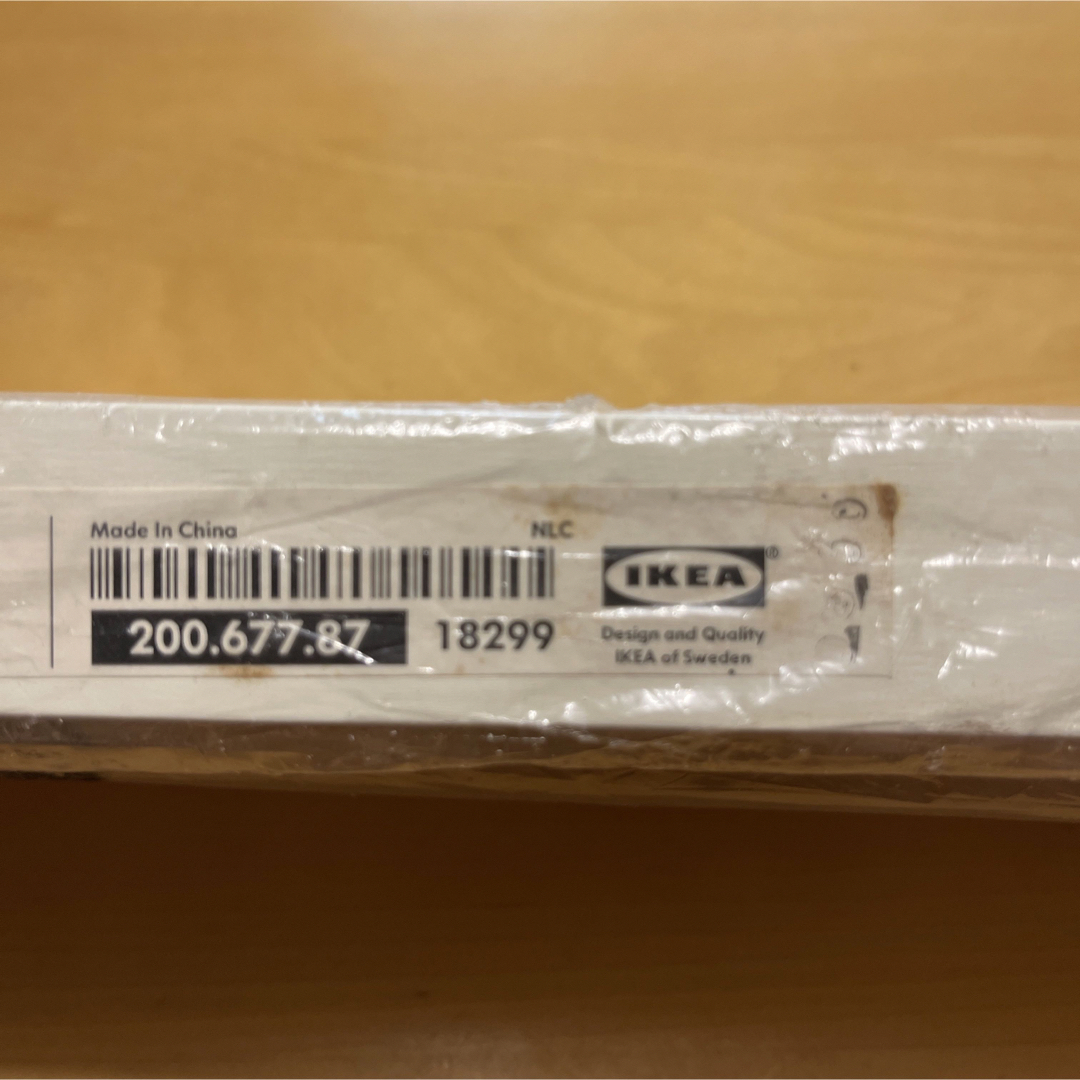 Made In China NLC
200.677.87 18299
IKEA®
Design and Quality
IKEA of Sweden